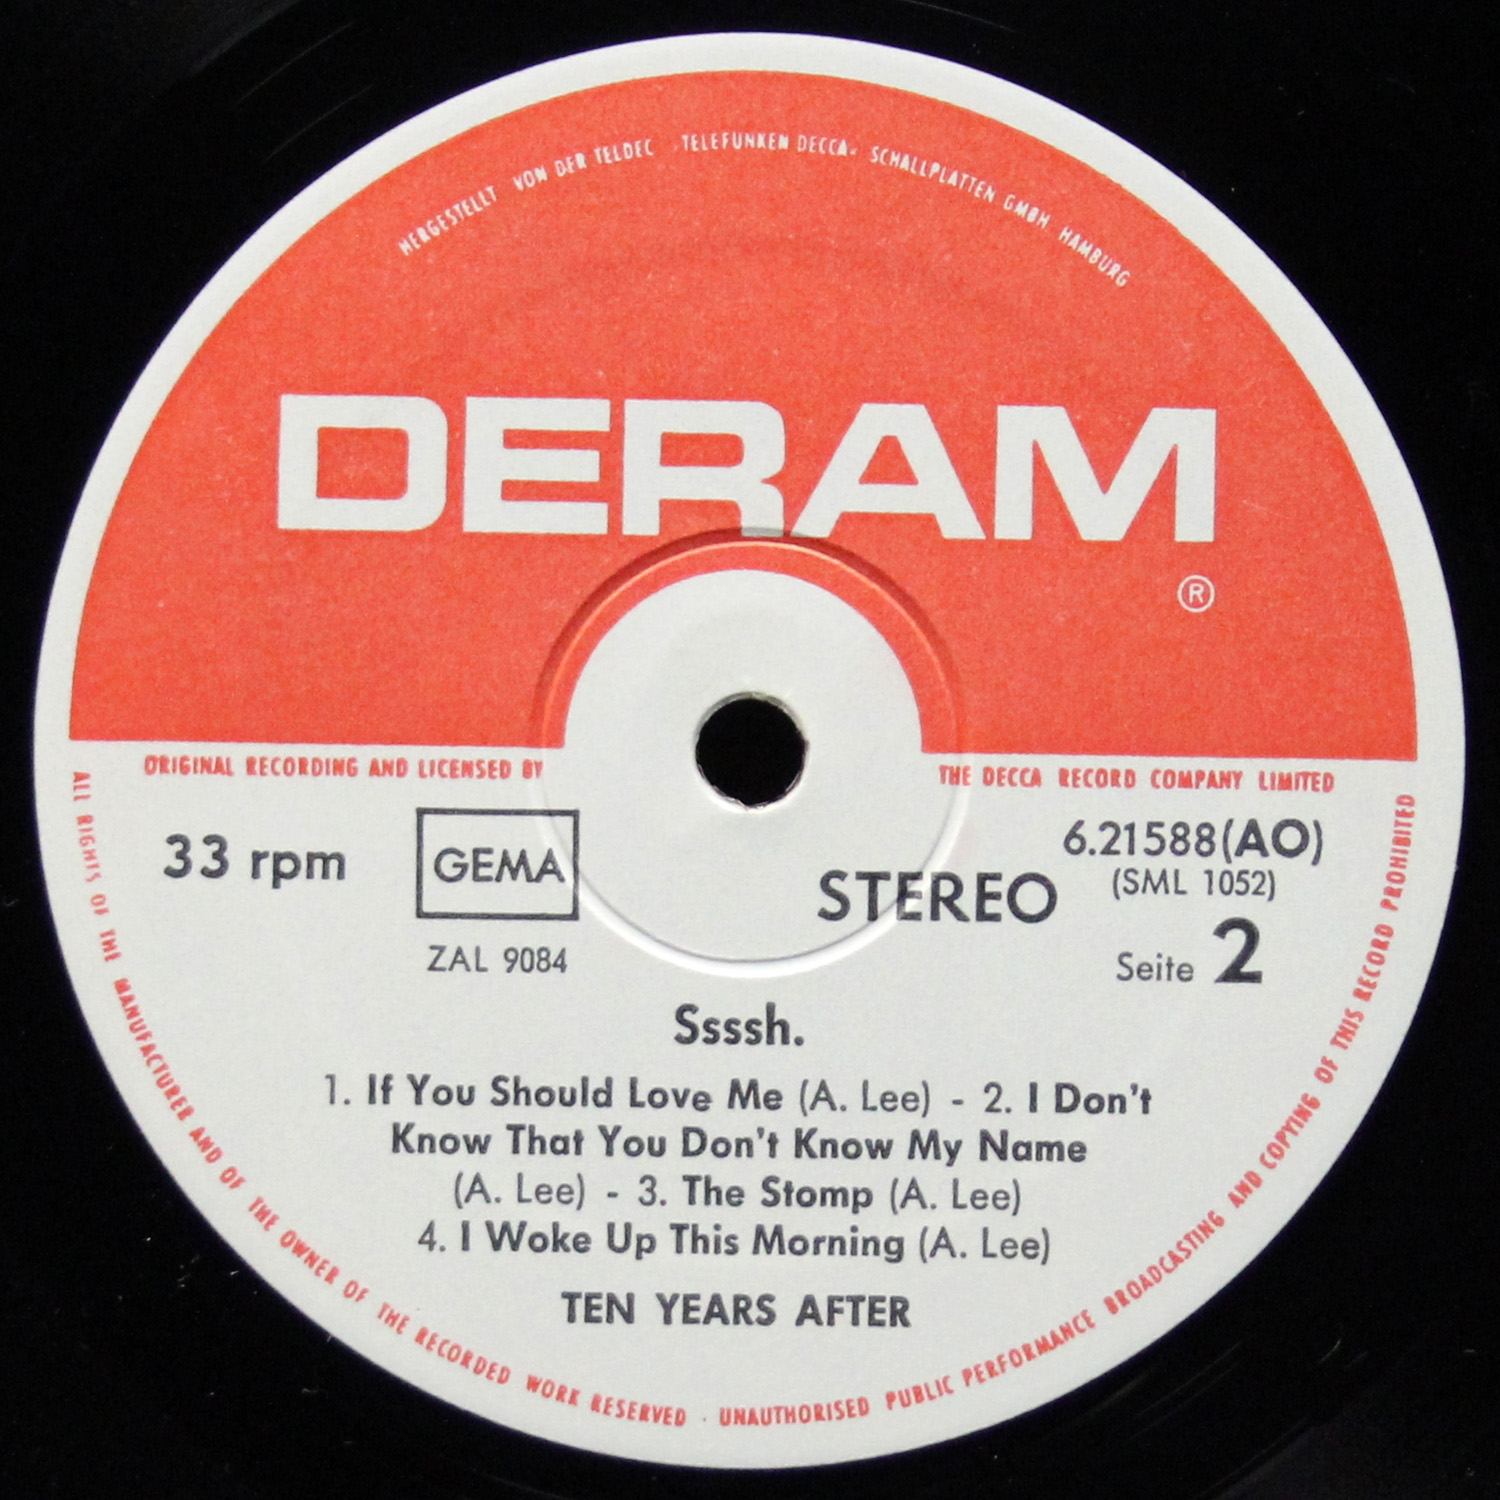 HERGESTELLT VON DER TELDEC »TELEFUNKEN DECCA« SCHALLPLATTEN GMBH, HAMBURG
DERAM
®
ORIGINAL RECORDING AND LICENSED BY THE DECCA RECORD COMPANY LIMITED
33 rpm
GEMA
ZAL 9084
STEREO
6.21588(AO)
(SML 1052)
Seite 2
Ssssh.
1. If You Should Love Me (A. Lee) - 2. I Don't
Know That You Don't Know My Name
(A. Lee) - 3. The Stomp (A. Lee)
4. I Woke Up This Morning (A. Lee)
TEN YEARS AFTER
ALL RIGHTS OF THE MANUFACTURER AND OF THE OWNER OF THE RECORDED WORK RESERVED · UNAUTHORISED PUBLIC PERFORMANCE BROADCASTING AND COPYING OF THIS RECORD PROHIBITED